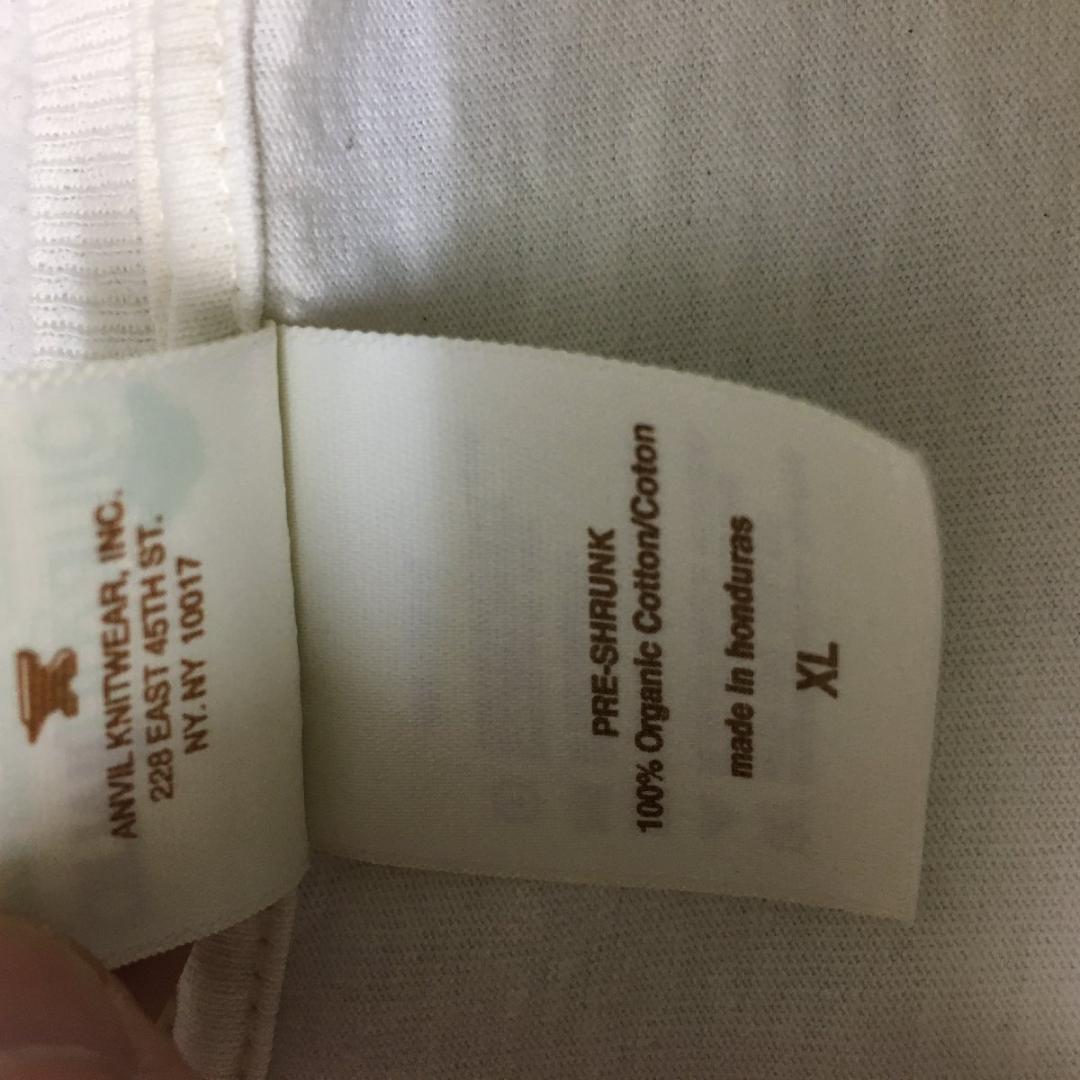 ANVIL KNITWEAR, INC.
228 EAST 45TH ST.
NY. NY 10017
PRE-SHRUNK
100% Organic Cotton/Coton
made in honduras
XL